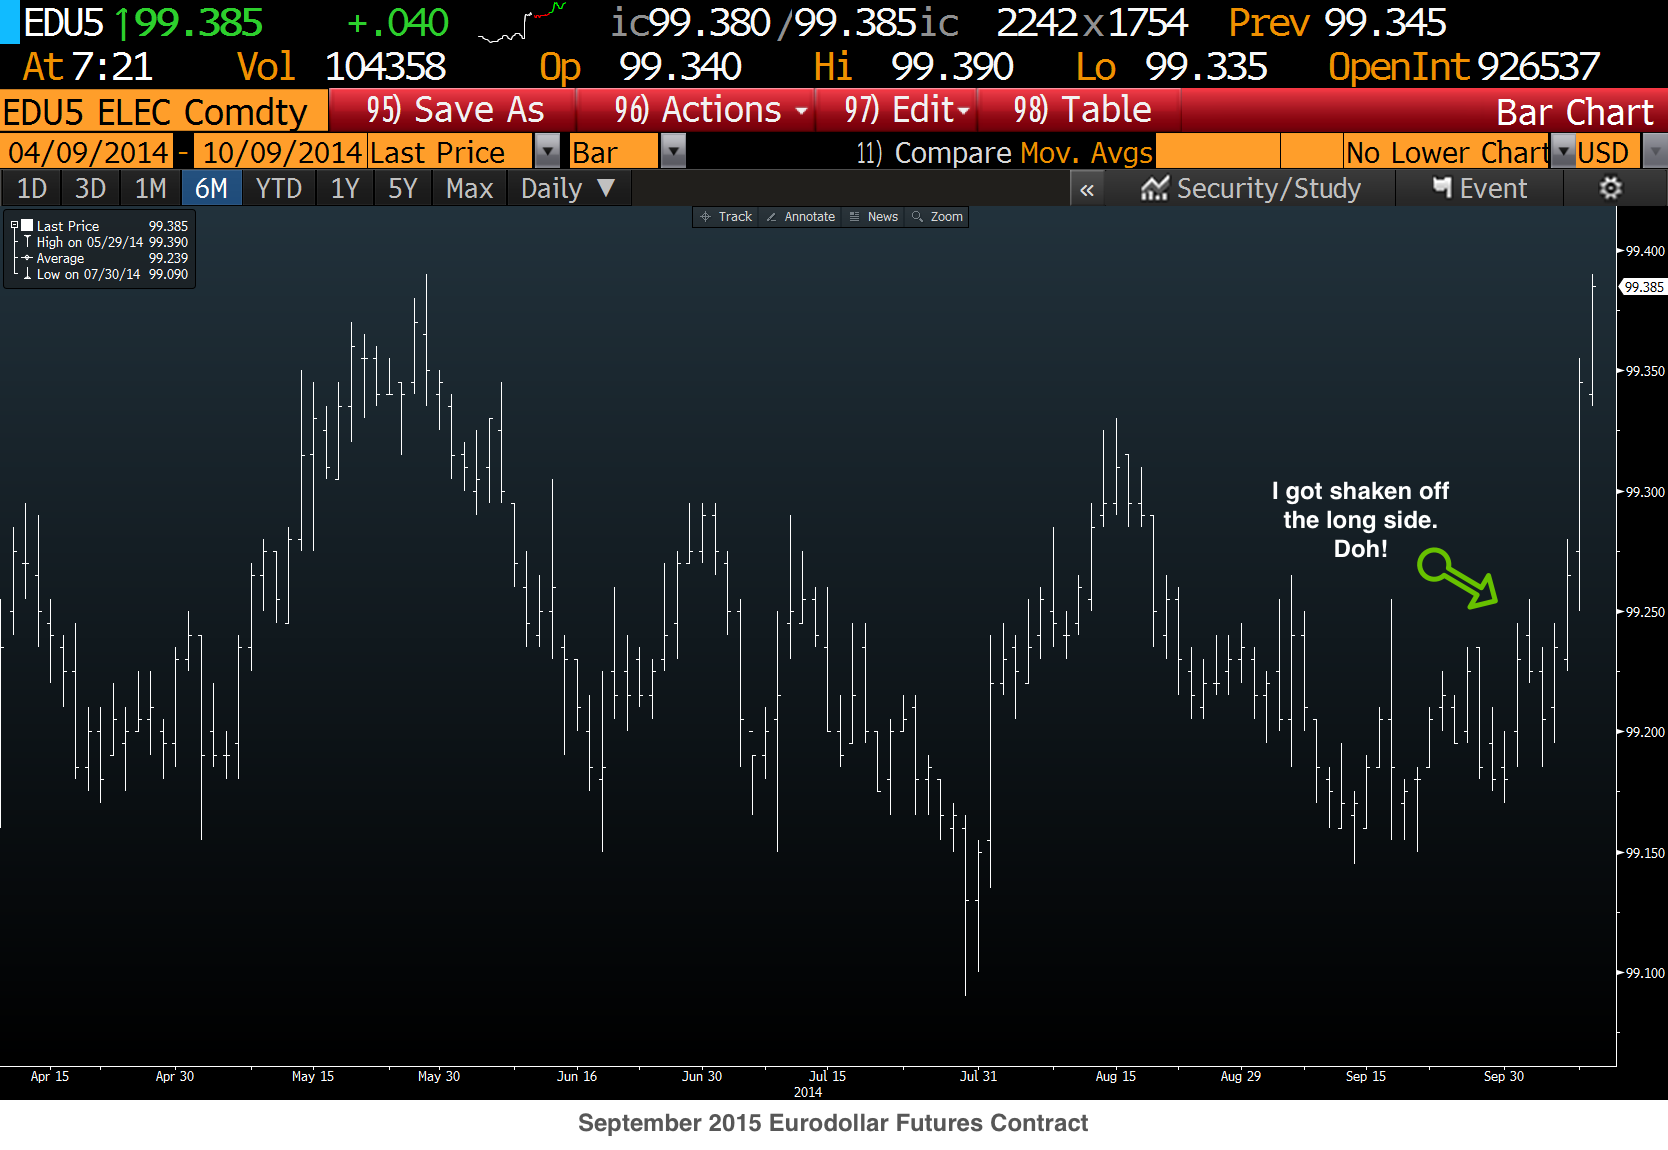 EDU5 ↑99.385 +.040 ic99.380/99.385ic 2242x1754 Prev 99.345
At 7:21 Vol 104358 Op 99.340 Hi 99.390 Lo 99.335 OpenInt 926537
EDU5 ELEC Comdty 95) Save As 96) Actions 97) Edit 98) Table Bar Chart
04/09/2014 - 10/09/2014 Last Price Bar 11) Compare Mov. Avgs No Lower Chart USD
1D 3D 1M 6M YTD 1Y 5Y Max Daily ▼ « Security/Study Event
Track Annotate News Zoom
Last Price 99.385
High on 05/29/14 99.390
Average 99.239
Low on 07/30/14 99.090
99.400
99.385
99.350
99.300
99.250
99.200
99.150
99.100
I got shaken off
the long side.
Doh!
Apr 15 Apr 30 May 15 May 30 Jun 16 Jun 30 Jul 15 Jul 31 Aug 15 Aug 29 Sep 15 Sep 30
2014
September 2015 Eurodollar Futures Contract